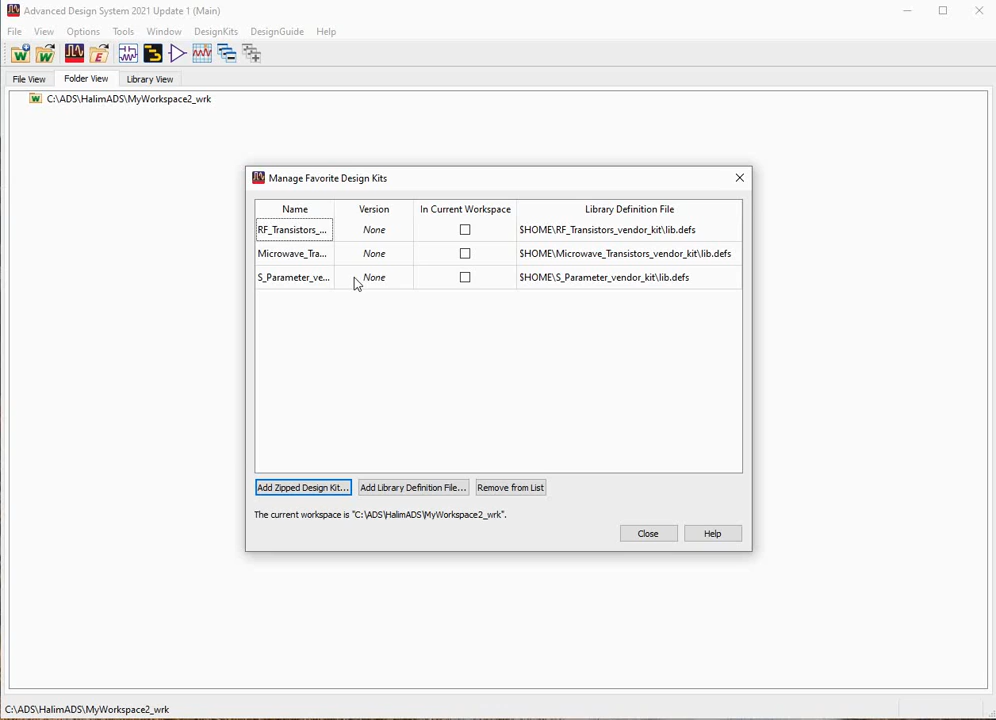 Advanced Design System 2021 Update 1 (Main)
File View Options Tools Window DesignKits DesignGuide Help
File View Folder View Library View
C:\ADS\HalimADS\MyWorkspace2_wrk
Manage Favorite Design Kits
Name Version In Current Workspace Library Definition File
RF_Transistors_... None $HOME\RF_Transistors_vendor_kit\lib.defs
Microwave_Tra... None $HOME\Microwave_Transistors_vendor_kit\lib.defs
S_Parameter_ve... None $HOME\S_Parameter_vendor_kit\lib.defs
Add Zipped Design Kit... Add Library Definition File... Remove from List
The current workspace is "C:\ADS\HalimADS\MyWorkspace2_wrk".
Close Help
C:\ADS\HalimADS\MyWorkspace2_wrk